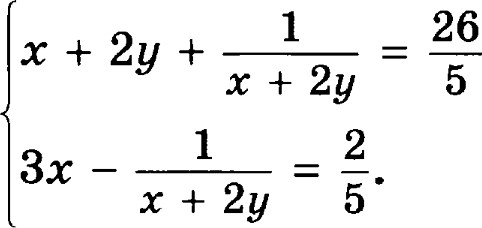 x + 2y + 1/(x + 2y) = 26/5
3x − 1/(x + 2y) = 2/5.